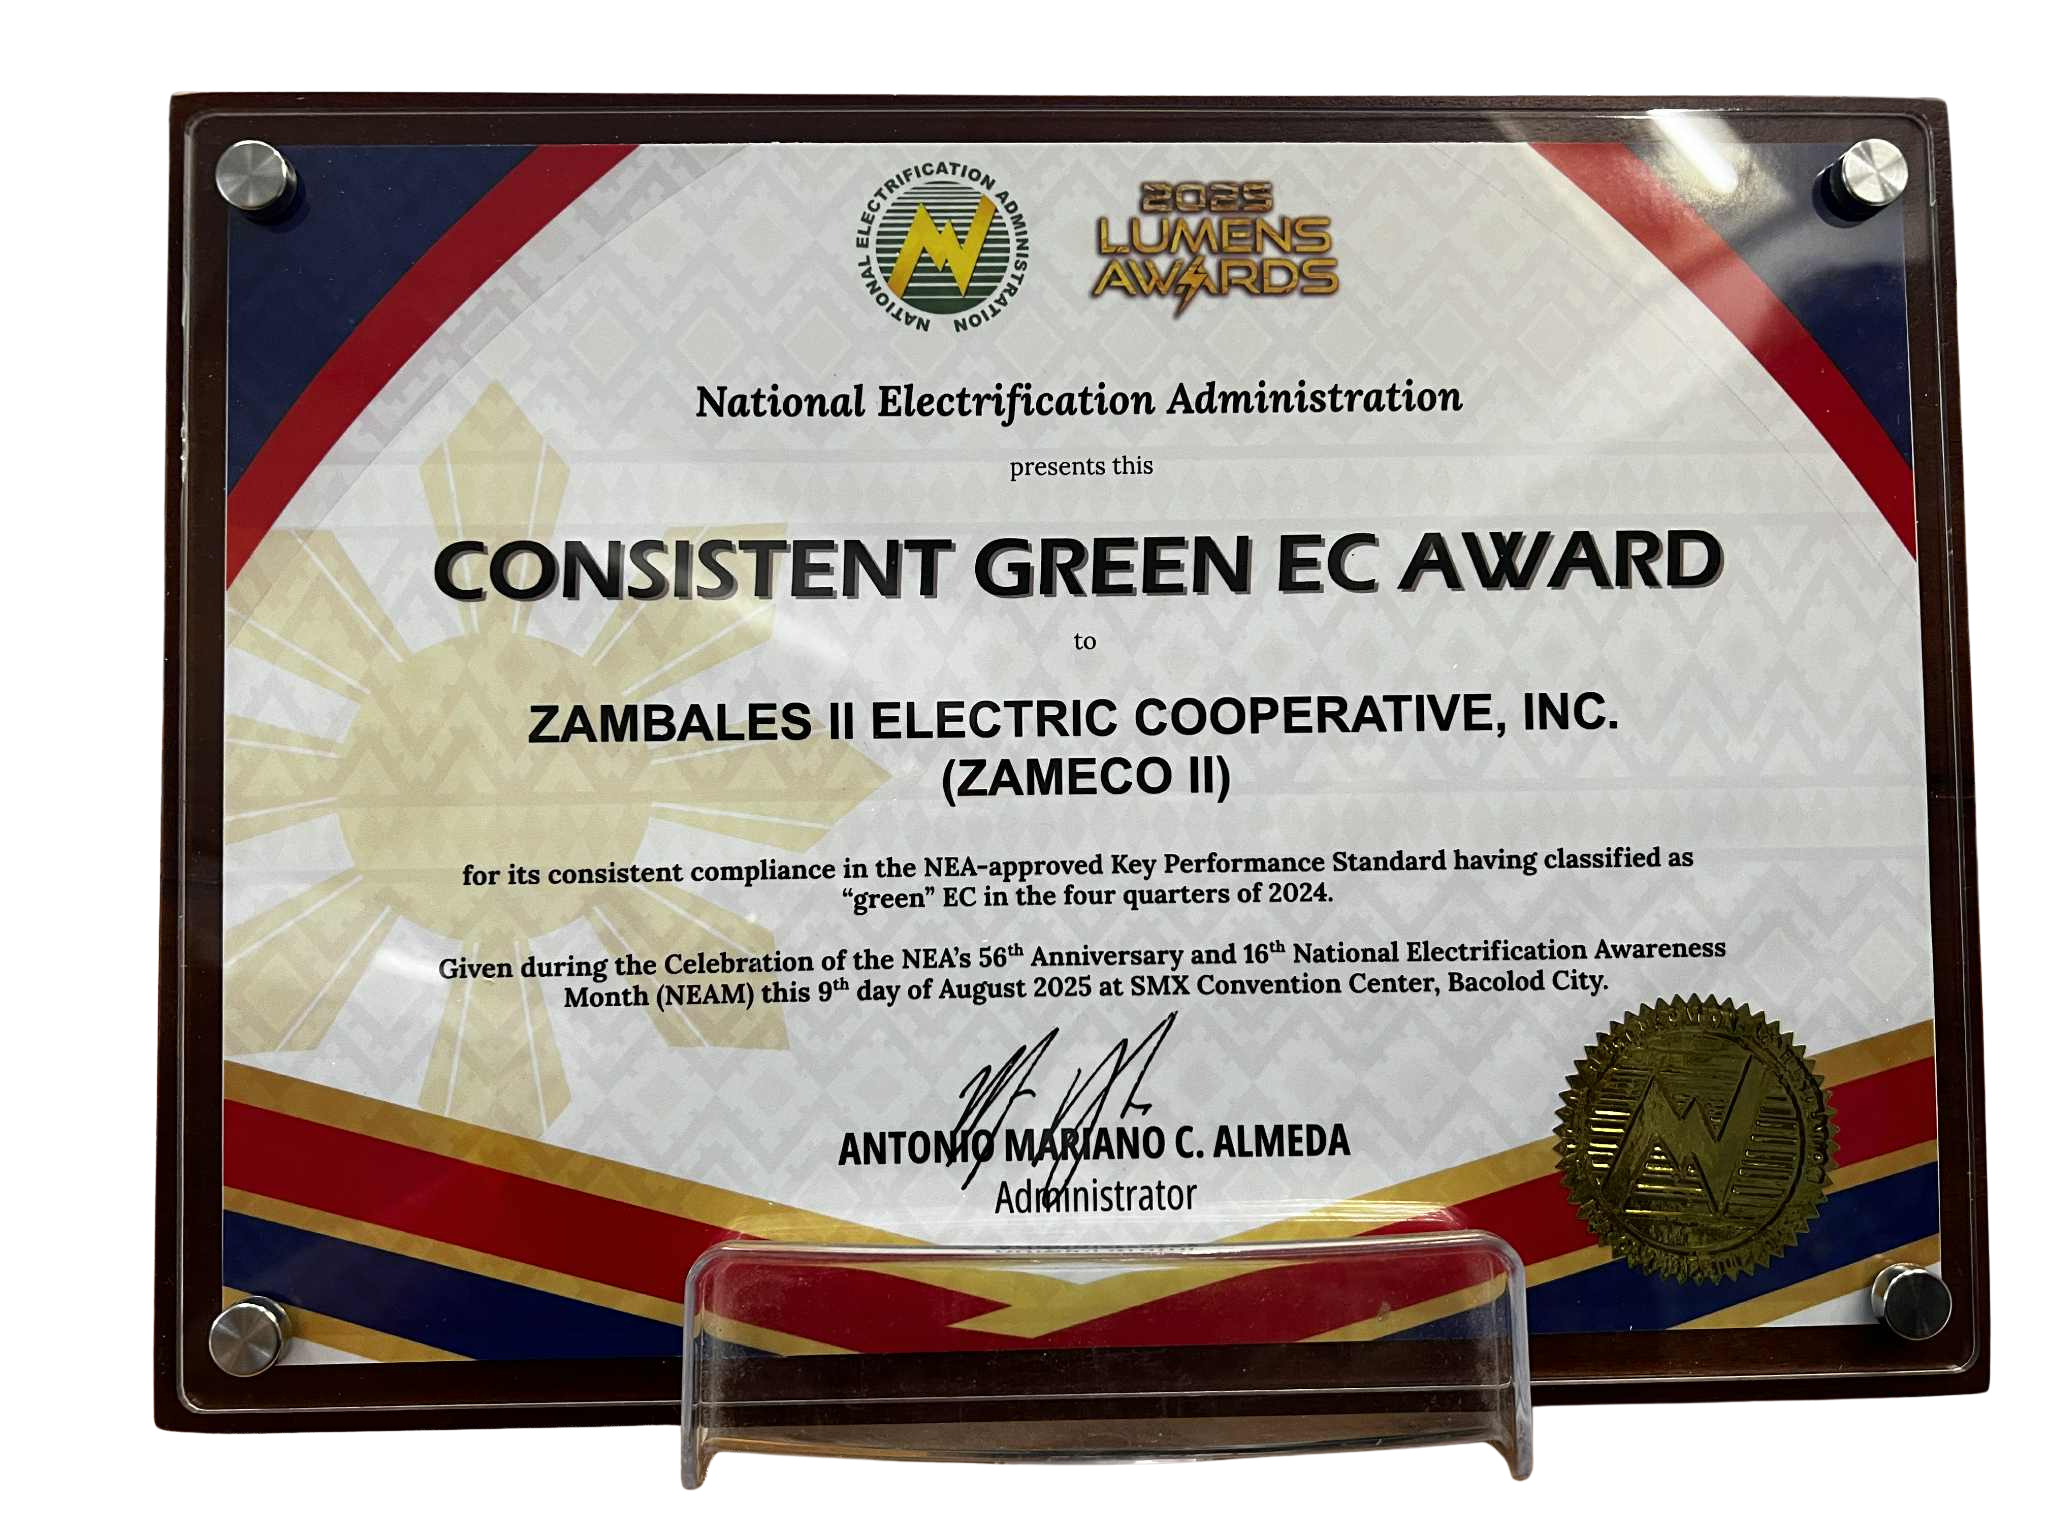 NATIONAL ELECTRIFICATION ADMINISTRATION
2025
LUMENS
AWARDS
National Electrification Administration
presents this
CONSISTENT GREEN EC AWARD
to
ZAMBALES II ELECTRIC COOPERATIVE, INC.
(ZAMECO II)
for its consistent compliance in the NEA-approved Key Performance Standard having classified as
“green” EC in the four quarters of 2024.
Given during the Celebration of the NEA’s 56th Anniversary and 16th National Electrification Awareness
Month (NEAM) this 9th day of August 2025 at SMX Convention Center, Bacolod City.
ANTONIO MARIANO C. ALMEDA
Administrator